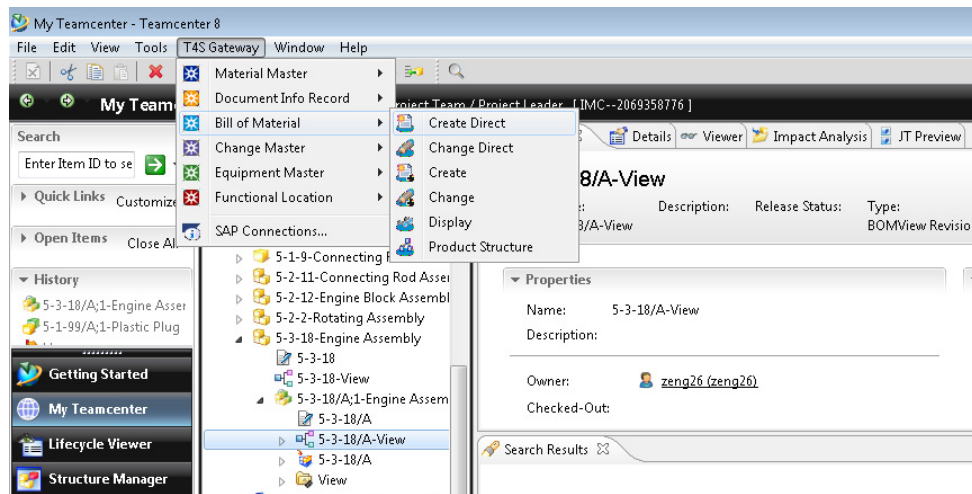 My Teamcenter - Teamcenter 8
File Edit View Tools T4S Gateway Window Help
My Team
Project Team / Project Leader [ IMC--2069358776 ]
Material Master
Document Info Record
Bill of Material
Change Master
Equipment Master
Functional Location
SAP Connections...
Create Direct
Change Direct
Create
Change
Display
Product Structure
Search
Enter Item ID to se
Quick Links Customize
Open Items Close Al
History
5-3-18/A;1-Engine Asser
5-1-99/A;1-Plastic Plug
Getting Started
My Teamcenter
Lifecycle Viewer
Structure Manager
5-1-9-Connecting
5-2-11-Connecting Rod Asser
5-2-12-Engine Block Assembl
5-2-2-Rotating Assembly
5-3-18-Engine Assembly
5-3-18
5-3-18-View
5-3-18/A;1-Engine Assem
5-3-18/A
5-3-18/A-View
5-3-18/A
View
Details Viewer Impact Analysis JT Preview
8/A-View
Description: Release Status: Type:
8/A-View BOMView Revisio
Properties
Name: 5-3-18/A-View
Description:
Owner: zeng26 (zeng26)
Checked-Out:
Search Results